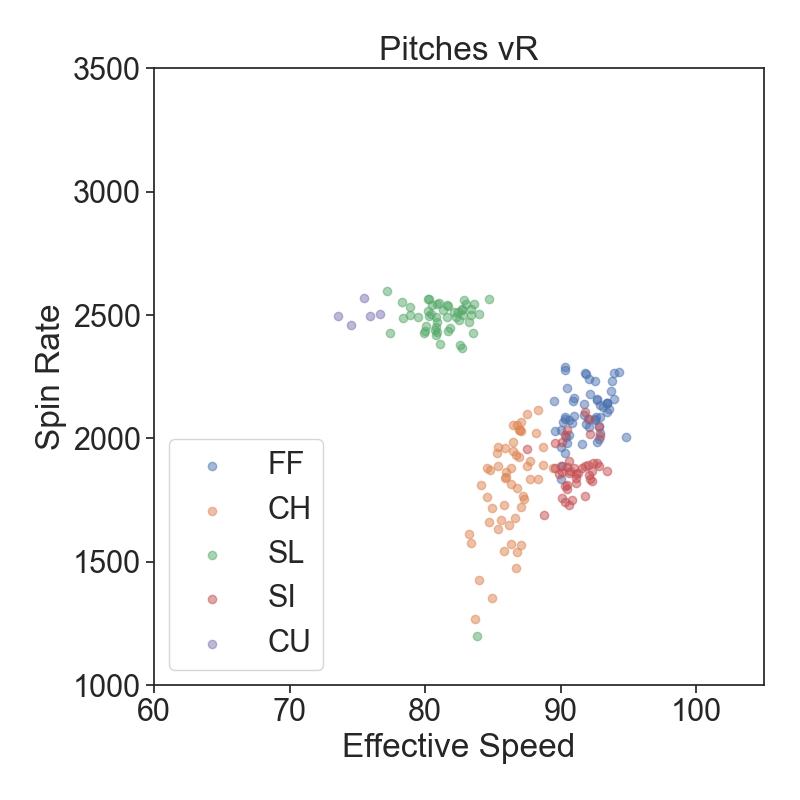 Pitches vR
3500
3000
2500
2000
1500
1000
Spin Rate
FF
CH
SL
SI
CU
60 70 80 90 100
Effective Speed